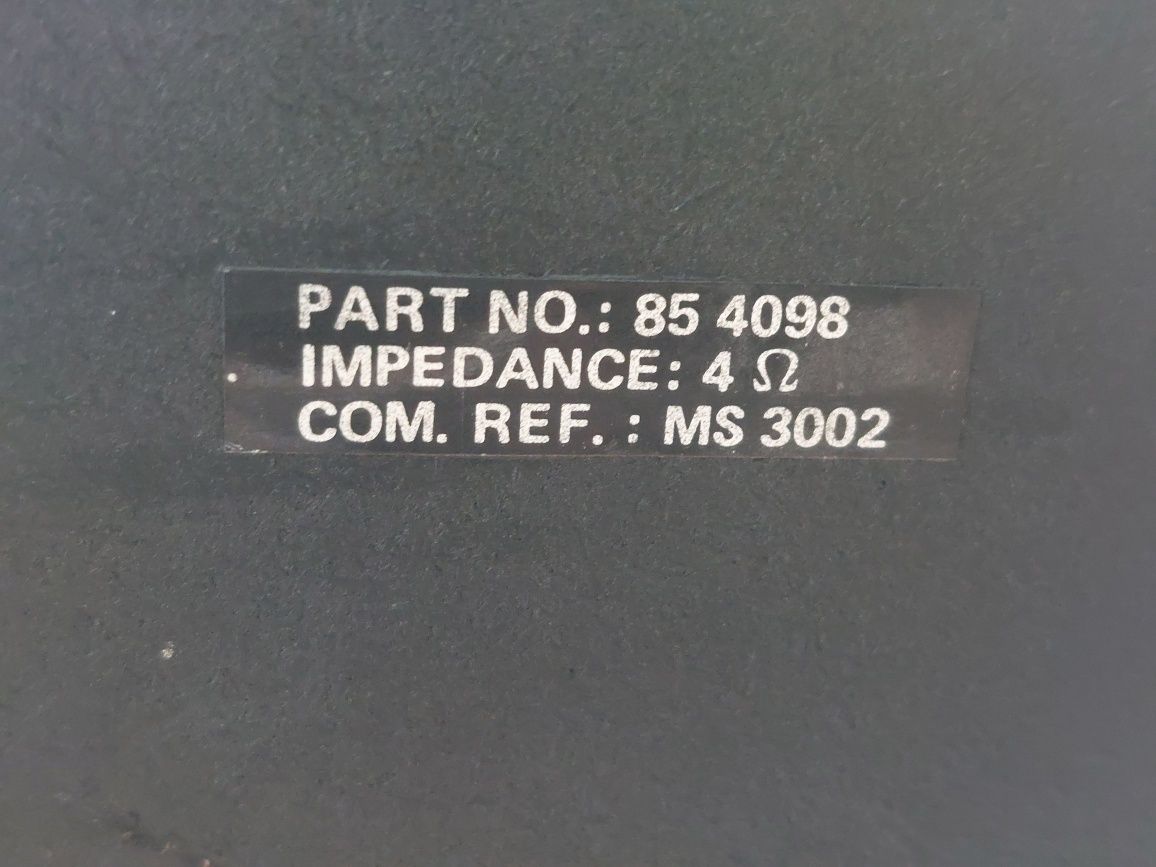 PART NO.: 85 4098
IMPEDANCE: 4 Ω
COM. REF. : MS 3002